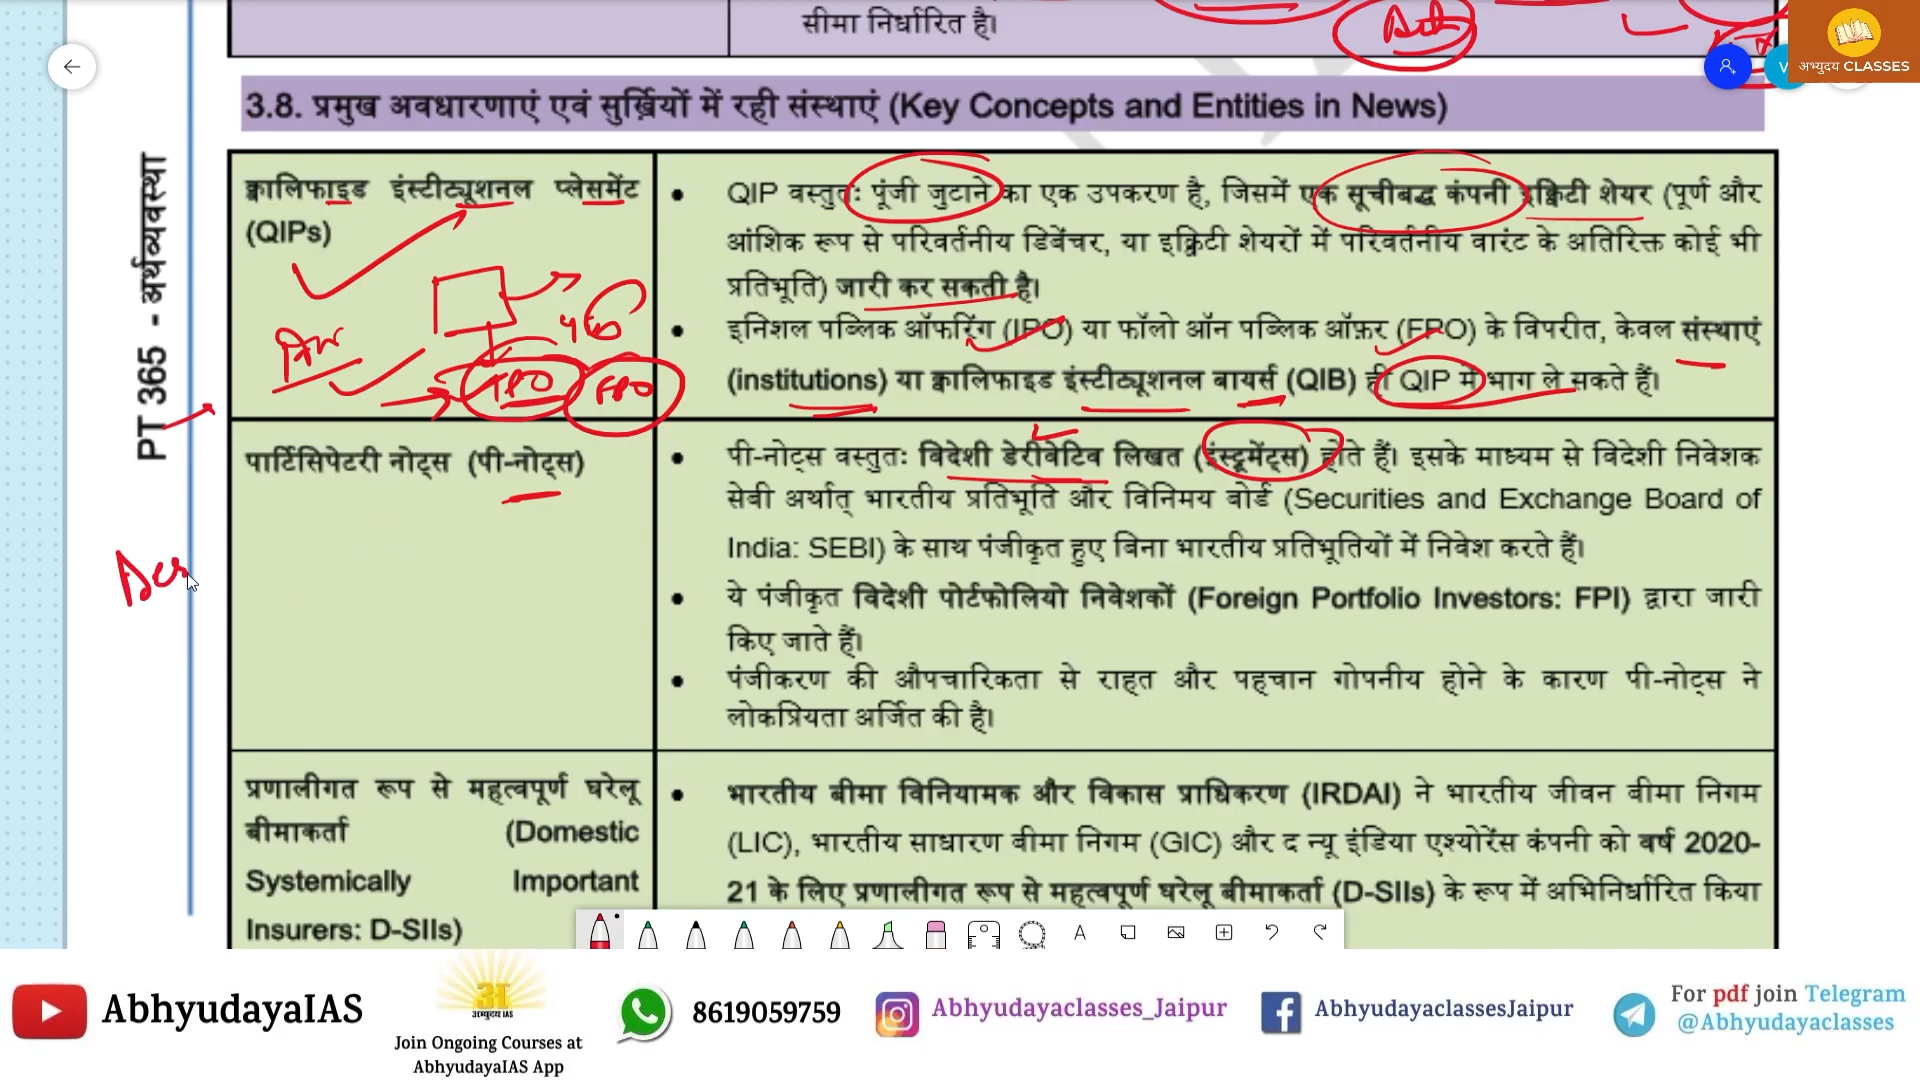 सीमा निर्धारित है।
अभ्युदय CLASSES
3.8. प्रमुख अवधारणाएं एवं सुर्ख़ियों में रही संस्थाएं (Key Concepts and Entities in News)
PT 365 - अर्थव्यवस्था
क्वालिफाइड इंस्टीट्यूशनल प्लेसमेंट
(QIPs)
QIP वस्तुतः पूंजी जुटाने का एक उपकरण है, जिसमें एक सूचीबद्ध कंपनी इक्विटी शेयर (पूर्ण और
आंशिक रूप से परिवर्तनीय डिबेंचर, या इक्विटी शेयरों में परिवर्तनीय वारंट के अतिरिक्त कोई भी
प्रतिभूति) जारी कर सकती है।
इनिशल पब्लिक ऑफरिंग (IPO) या फॉलो ऑन पब्लिक ऑफ़र (FPO) के विपरीत, केवल संस्थाएं
(institutions) या क्वालिफाइड इंस्टीट्यूशनल बायर्स (QIB) ही QIP में भाग ले सकते हैं।
IPO
FPO
पार्टिसिपेटरी नोट्स (पी-नोट्स)
पी-नोट्स वस्तुतः विदेशी डेरीवेटिव लिखत (इंस्ट्रूमेंट्स) होते हैं। इसके माध्यम से विदेशी निवेशक
सेबी अर्थात् भारतीय प्रतिभूति और विनिमय बोर्ड (Securities and Exchange Board of
India: SEBI) के साथ पंजीकृत हुए बिना भारतीय प्रतिभूतियों में निवेश करते हैं।
ये पंजीकृत विदेशी पोर्टफोलियो निवेशकों (Foreign Portfolio Investors: FPI) द्वारा जारी
किए जाते हैं।
पंजीकरण की औपचारिकता से राहत और पहचान गोपनीय होने के कारण पी-नोट्स ने
लोकप्रियता अर्जित की है।
प्रणालीगत रूप से महत्वपूर्ण घरेलू
बीमाकर्ता (Domestic
Systemically Important
Insurers: D-SIIs)
भारतीय बीमा विनियामक और विकास प्राधिकरण (IRDAI) ने भारतीय जीवन बीमा निगम
(LIC), भारतीय साधारण बीमा निगम (GIC) और द न्यू इंडिया एश्योरेंस कंपनी को वर्ष 2020-
21 के लिए प्रणालीगत रूप से महत्वपूर्ण घरेलू बीमाकर्ता (D-SIIs) के रूप में अभिनिर्धारित किया
AbhyudayaIAS
अभ्युदय IAS
Join Ongoing Courses at
AbhyudayaIAS App
8619059759
Abhyudayaclasses_Jaipur
AbhyudayaclassesJaipur
For pdf join Telegram
@Abhyudayaclasses